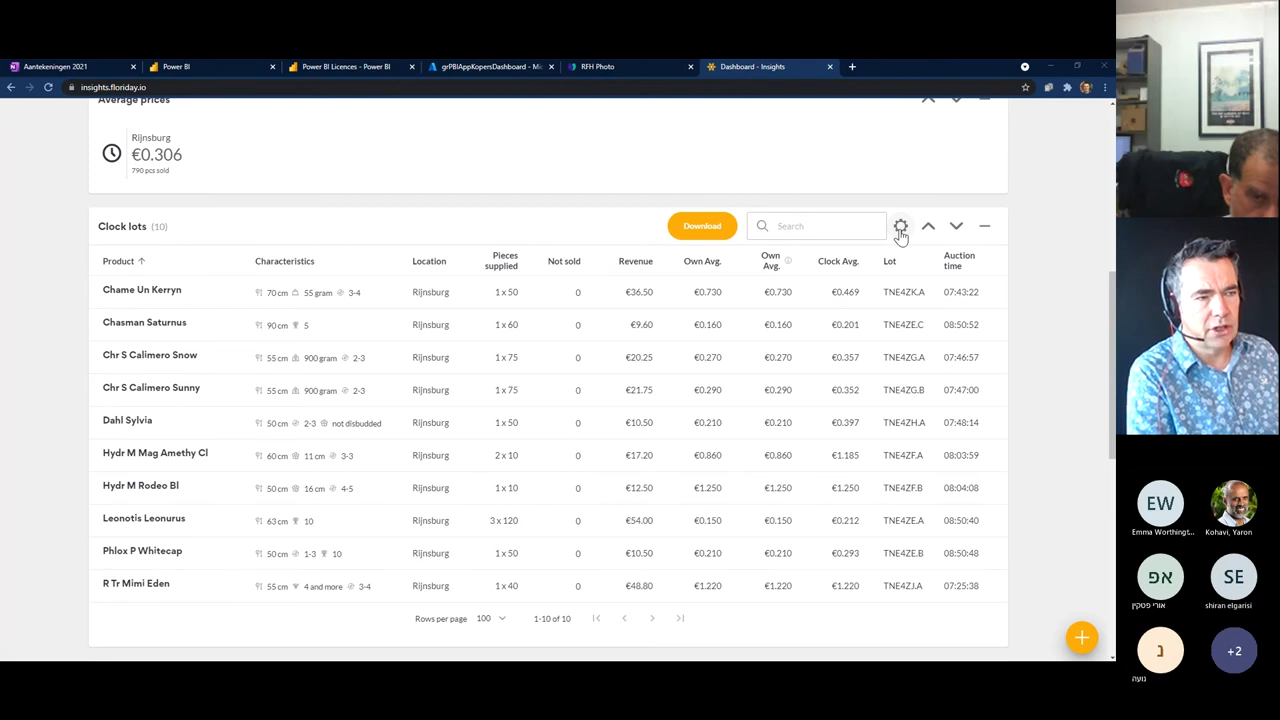 Aantekeningen 2021
Power BI
Power BI Licences - Power BI
grPBIAppKopersDashboard - Mic
RFH Photo
Dashboard - Insights
insights.floriday.io
Average prices
Rijnsburg
€0.306
790 pcs sold
Clock lots (10)
Download
Search
Product Characteristics Location Pieces supplied Not sold Revenue Own Avg. Own Avg. Clock Avg. Lot Auction time
Chame Un Kerryn 70 cm 55 gram 3-4 Rijnsburg 1 x 50 0 €36.50 €0.730 €0.730 €0.469 TNE4ZK.A 07:43:22
Chasman Saturnus 90 cm 5 Rijnsburg 1 x 60 0 €9.60 €0.160 €0.160 €0.201 TNE4ZE.C 08:50:52
Chr S Calimero Snow 55 cm 900 gram 2-3 Rijnsburg 1 x 75 0 €20.25 €0.270 €0.270 €0.357 TNE4ZG.A 07:46:57
Chr S Calimero Sunny 55 cm 900 gram 2-3 Rijnsburg 1 x 75 0 €21.75 €0.290 €0.290 €0.352 TNE4ZG.B 07:47:00
Dahl Sylvia 50 cm 2-3 not disbudded Rijnsburg 1 x 50 0 €10.50 €0.210 €0.210 €0.397 TNE4ZH.A 07:48:14
Hydr M Mag Amethy Cl 60 cm 11 cm 3-3 Rijnsburg 2 x 10 0 €17.20 €0.860 €0.860 €1.185 TNE4ZF.A 08:03:59
Hydr M Rodeo Bl 50 cm 16 cm 4-5 Rijnsburg 1 x 10 0 €12.50 €1.250 €1.250 €1.250 TNE4ZF.B 08:04:08
Leonotis Leonurus 63 cm 10 Rijnsburg 3 x 120 0 €54.00 €0.150 €0.150 €0.212 TNE4ZE.A 08:50:40
Phlox P Whitecap 50 cm 1-3 10 Rijnsburg 1 x 50 0 €10.50 €0.210 €0.210 €0.293 TNE4ZE.B 08:50:48
R Tr Mimi Eden 55 cm 4 and more 3-4 Rijnsburg 1 x 40 0 €48.80 €1.220 €1.220 €1.220 TNE4ZJ.A 07:25:38
Rows per page 100 1-10 of 10
EW
Emma Worthingt...
Kohavi, Yaron
אפ
אורי פטקין
SE
shiran elgarisi
נ
נועה
+2